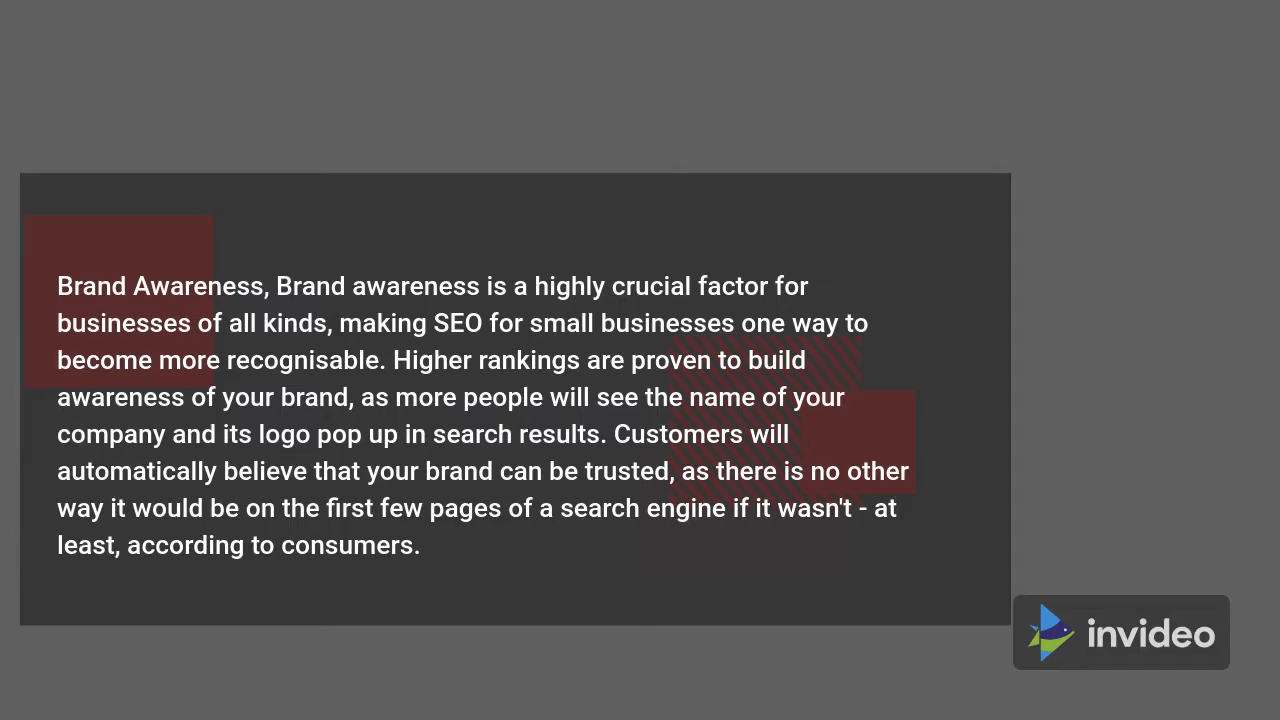 Brand Awareness, Brand awareness is a highly crucial factor for
businesses of all kinds, making SEO for small businesses one way to
become more recognisable. Higher rankings are proven to build
awareness of your brand, as more people will see the name of your
company and its logo pop up in search results. Customers will
automatically believe that your brand can be trusted, as there is no other
way it would be on the first few pages of a search engine if it wasn't - at
least, according to consumers.
invideo